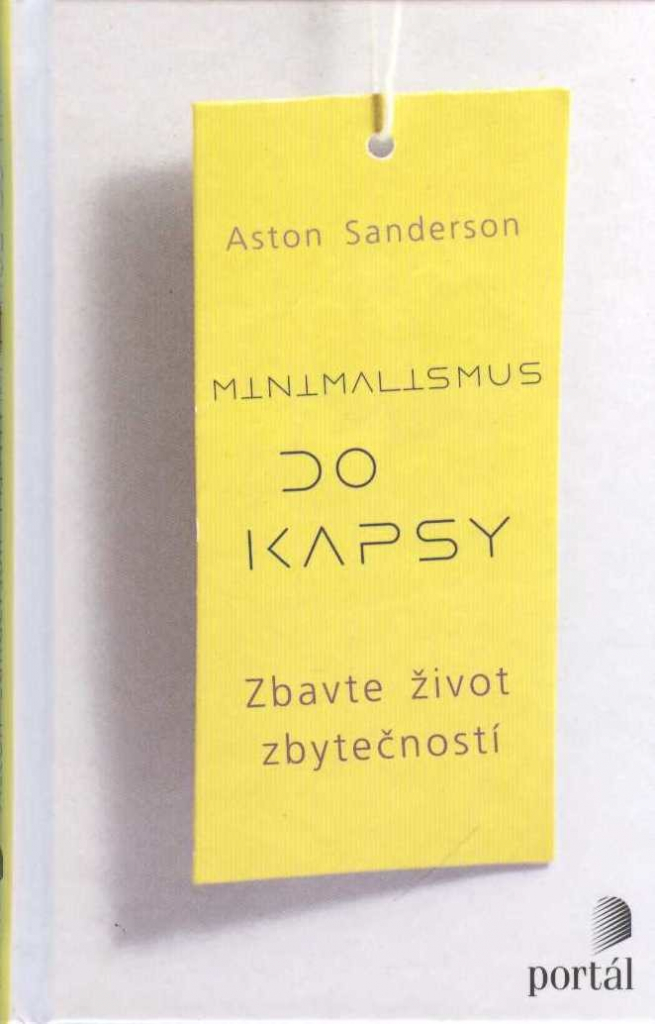 Aston Sanderson
MINIMALISMUS
DO
KAPSY
Zbavte život
zbytečností
portál